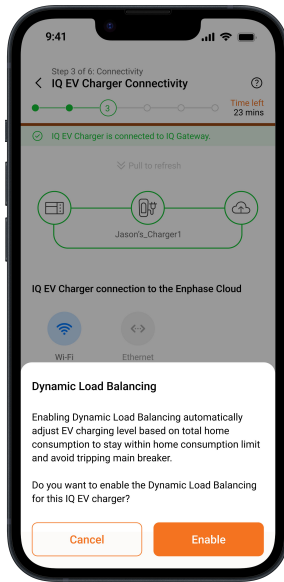 9:41
Step 3 of 6: Connectivity
IQ EV Charger Connectivity
3
Time left
23 mins
IQ EV Charger is connected to IQ Gateway.
Pull to refresh
Jason's_Charger1
IQ EV Charger connection to the Enphase Cloud
Wi-Fi
Ethernet
Dynamic Load Balancing
Enabling Dynamic Load Balancing automatically
adjust EV charging level based on total home
consumption to stay within home consumption limit
and avoid tripping main breaker.
Do you want to enable the Dynamic Load Balancing
for this IQ EV charger?
Cancel
Enable